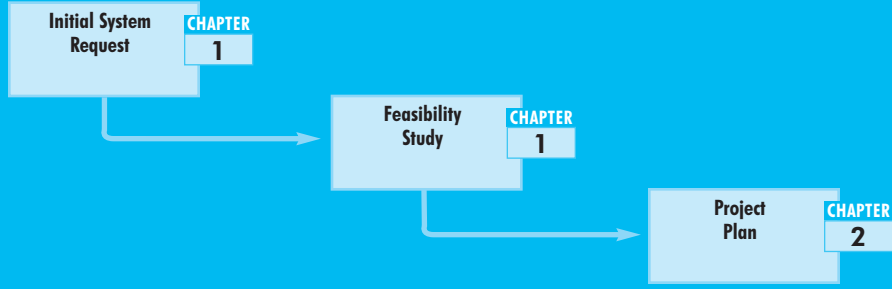 Initial System
Request
CHAPTER
1
Feasibility
Study
CHAPTER
1
Project
Plan
CHAPTER
2